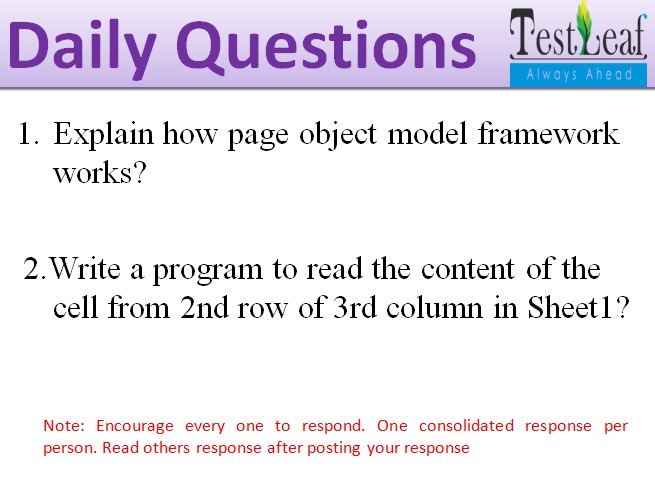 Daily Questions
TestLeaf
Always Ahead
1. Explain how page object model framework
works?
2.Write a program to read the content of the
cell from 2nd row of 3rd column in Sheet1?
Note: Encourage every one to respond. One consolidated response per
person. Read others response after posting your response